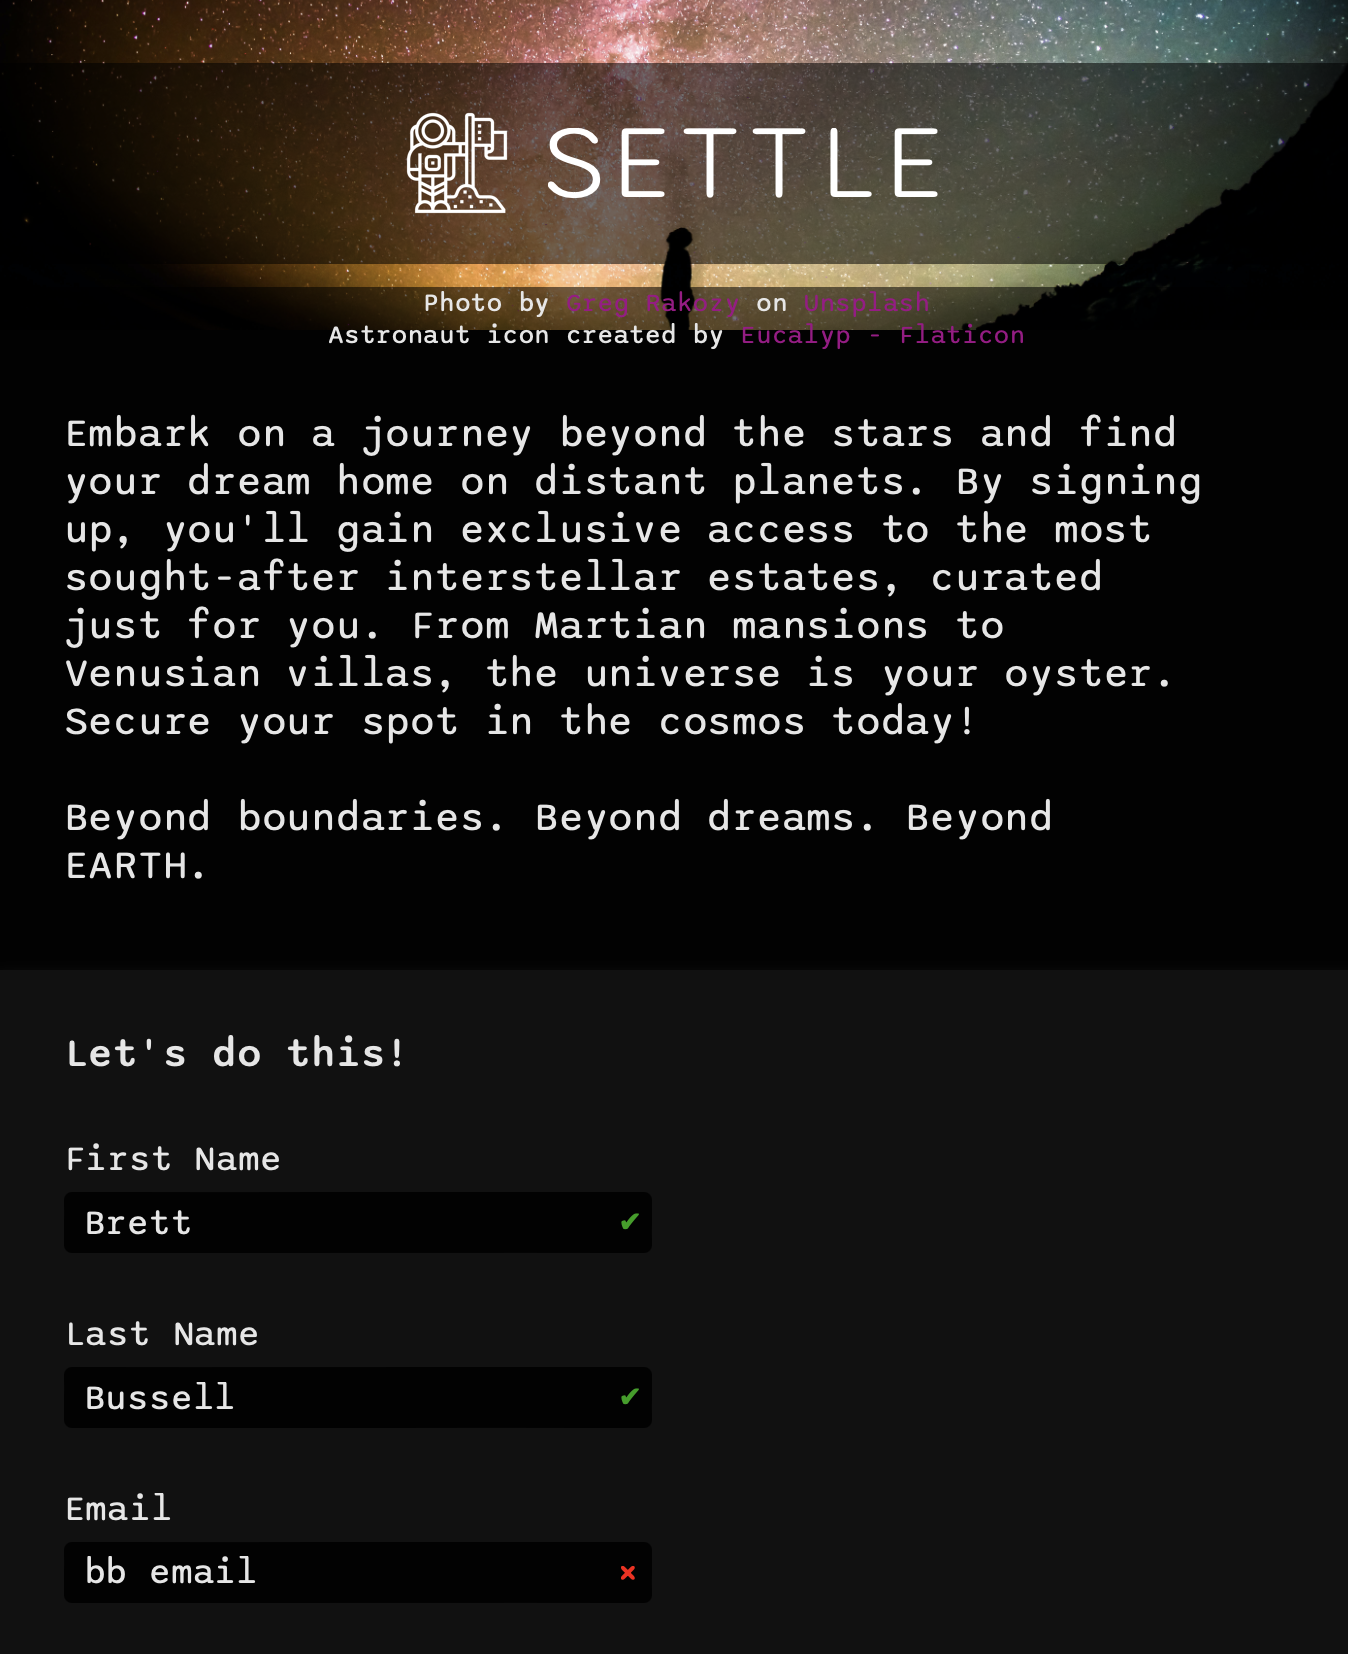 SETTLE
Photo by Greg Rakozy on Unsplash
Astronaut icon created by Eucalyp - Flaticon
Embark on a journey beyond the stars and find
your dream home on distant planets. By signing
up, you'll gain exclusive access to the most
sought-after interstellar estates, curated
just for you. From Martian mansions to
Venusian villas, the universe is your oyster.
Secure your spot in the cosmos today!
Beyond boundaries. Beyond dreams. Beyond
EARTH.
Let's do this!
First Name
Brett ✔
Last Name
Bussell ✔
Email
bb email ×